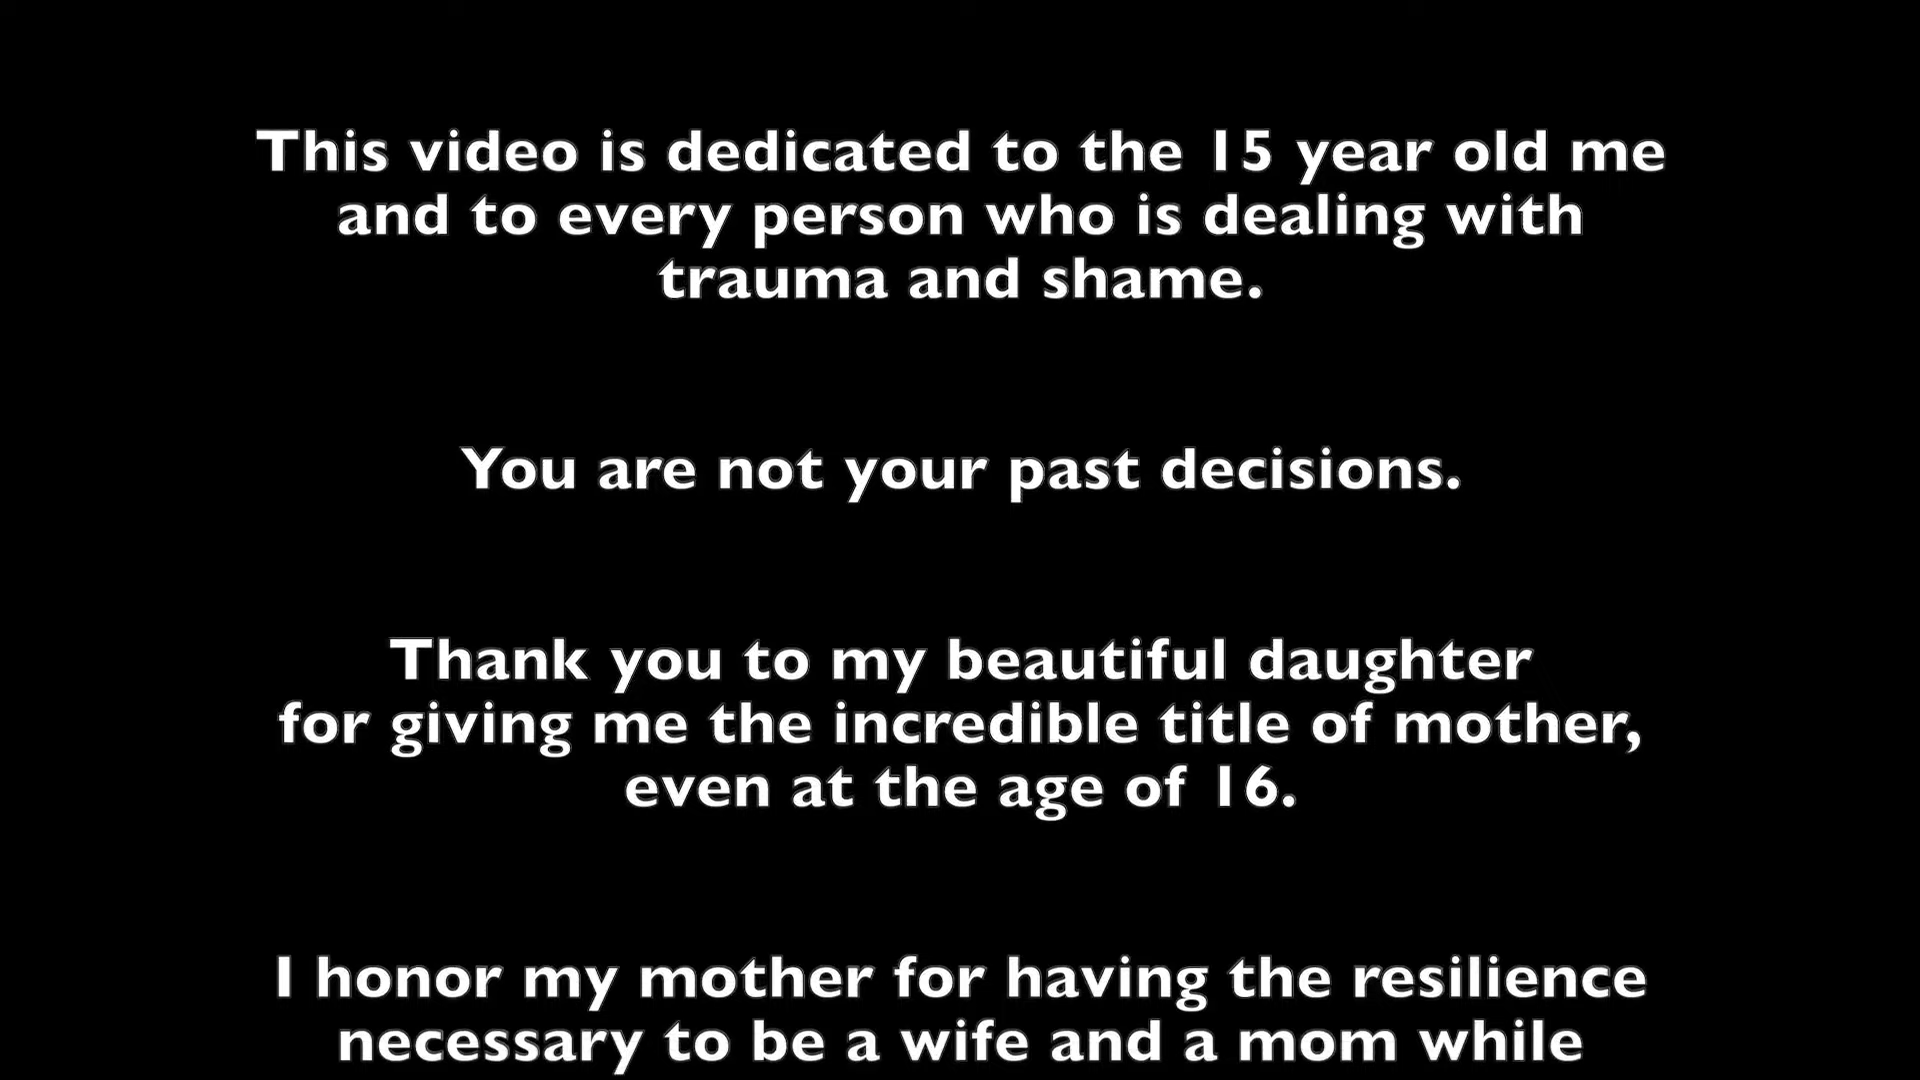 This video is dedicated to the 15 year old me
and to every person who is dealing with
trauma and shame.
You are not your past decisions.
Thank you to my beautiful daughter
for giving me the incredible title of mother,
even at the age of 16.
I honor my mother for having the resilience
necessary to be a wife and a mom while